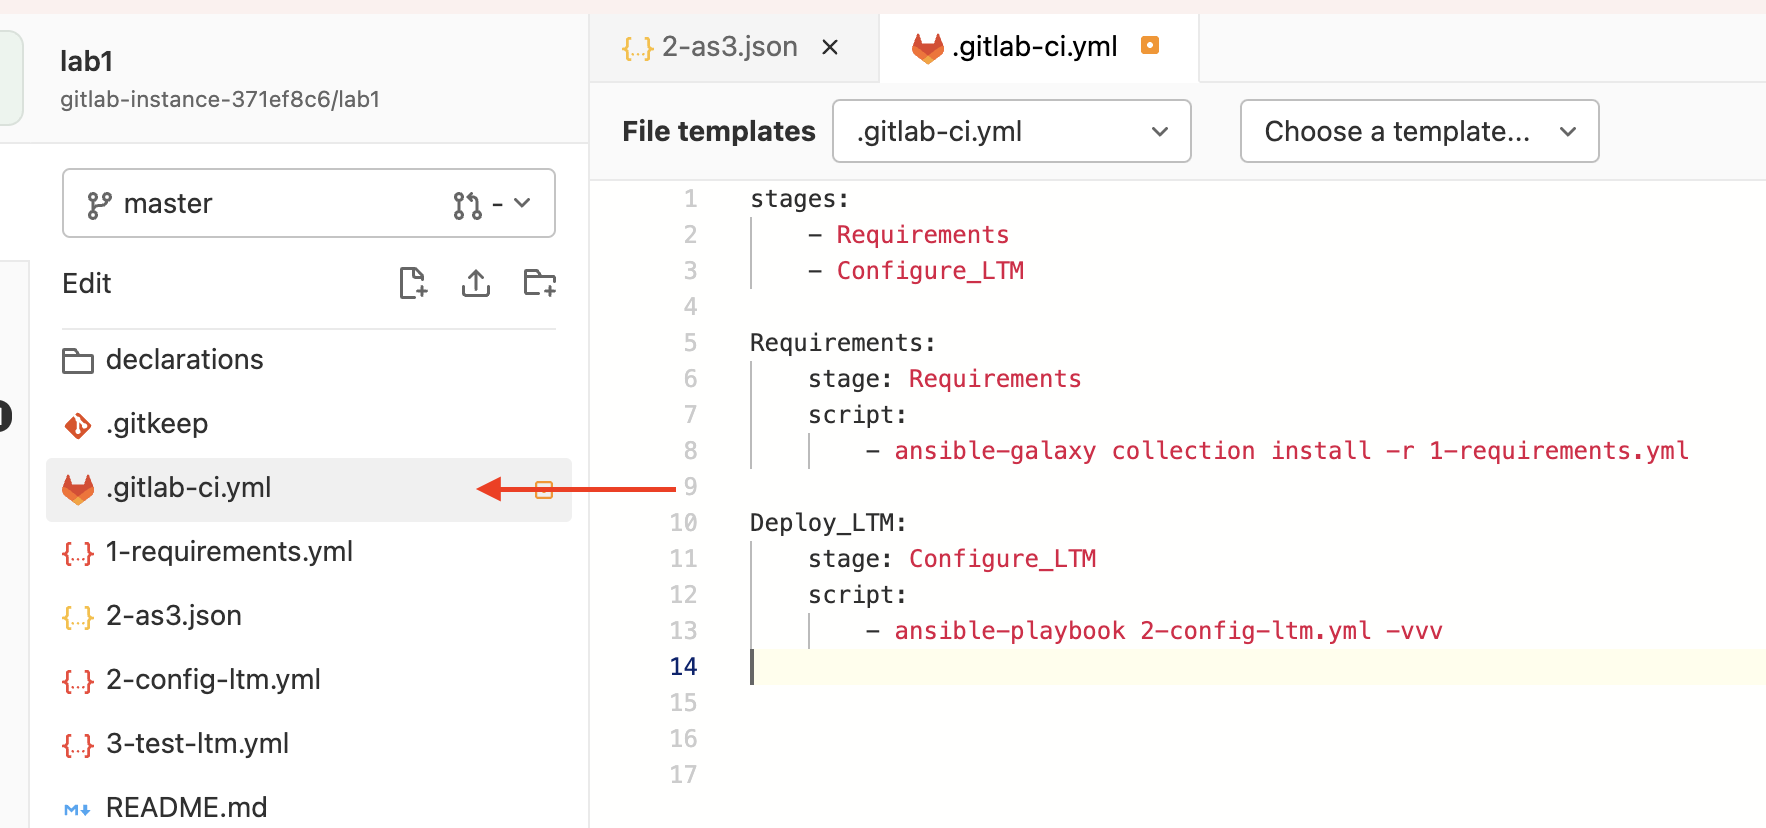 lab1
gitlab-instance-371ef8c6/lab1
master
-
Edit
declarations
.gitkeep
.gitlab-ci.yml
1-requirements.yml
2-as3.json
2-config-ltm.yml
3-test-ltm.yml
README.md
2-as3.json
.gitlab-ci.yml
File templates .gitlab-ci.yml Choose a template...
1 stages:
2     - Requirements
3     - Configure_LTM
4
5 Requirements:
6     stage: Requirements
7     script:
8         - ansible-galaxy collection install -r 1-requirements.yml
9
10 Deploy_LTM:
11     stage: Configure_LTM
12     script:
13         - ansible-playbook 2-config-ltm.yml -vvv
14
15
16
17